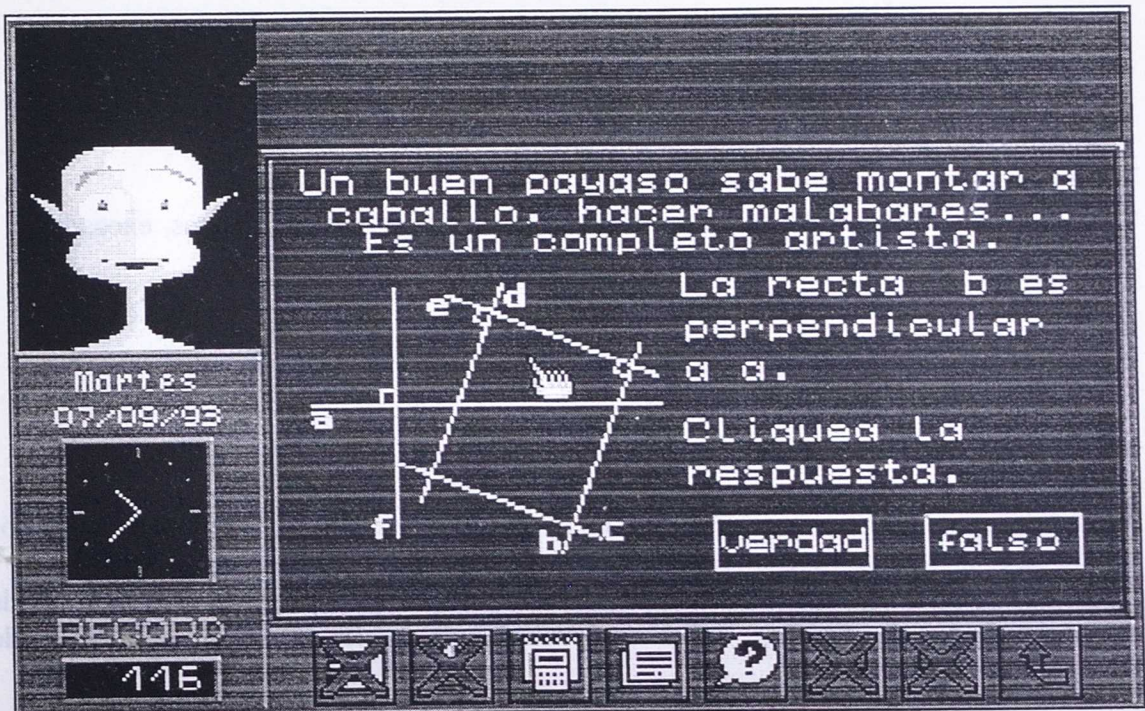 Un buen payaso sabe montar a
caballo. hacer malabares...
Es un completo artista.
La recta b es
perpendicular
a a.
Cliquea la
respuesta.
verdad
falso
e
d
a
f
b
c
Martes
07/09/93
RECORD
116
?